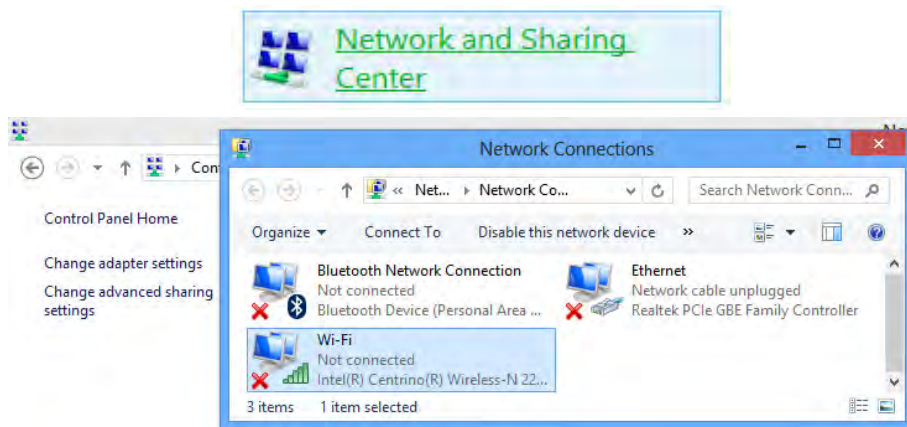 Network and Sharing
Center
Network Connections
Net... Network Co...
Search Network Conn...
Control Panel Home
Organize
Connect To
Disable this network device
»
Change adapter settings
Change advanced sharing
settings
Bluetooth Network Connection
Not connected
Bluetooth Device (Personal Area ...
Ethernet
Network cable unplugged
Realtek PCIe GBE Family Controller
Wi-Fi
Not connected
Intel(R) Centrino(R) Wireless-N 22...
3 items
1 item selected